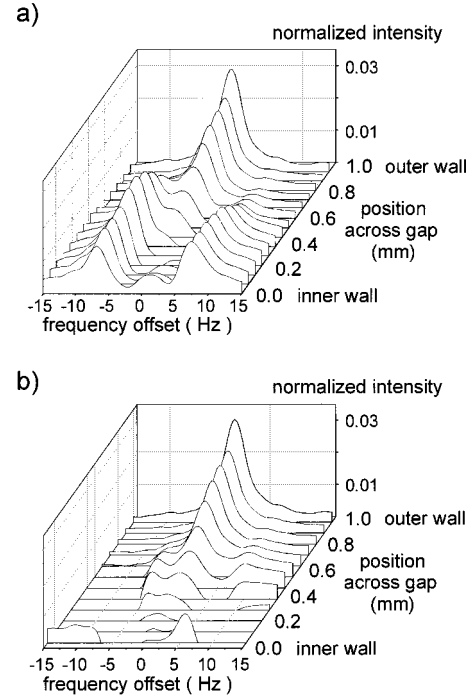 a)
normalized intensity
0.03
0.01
1.0 outer wall
0.8
0.6 position
across gap
0.4 (mm)
0.2
0.0 inner wall
-15 -10 -5 0 5 10 15
frequency offset ( Hz )
b)
normalized intensity
0.03
0.01
1.0 outer wall
0.8
0.6 position
across gap
0.4 (mm)
0.2
0.0 inner wall
-15 -10 -5 0 5 10 15
frequency offset ( Hz )